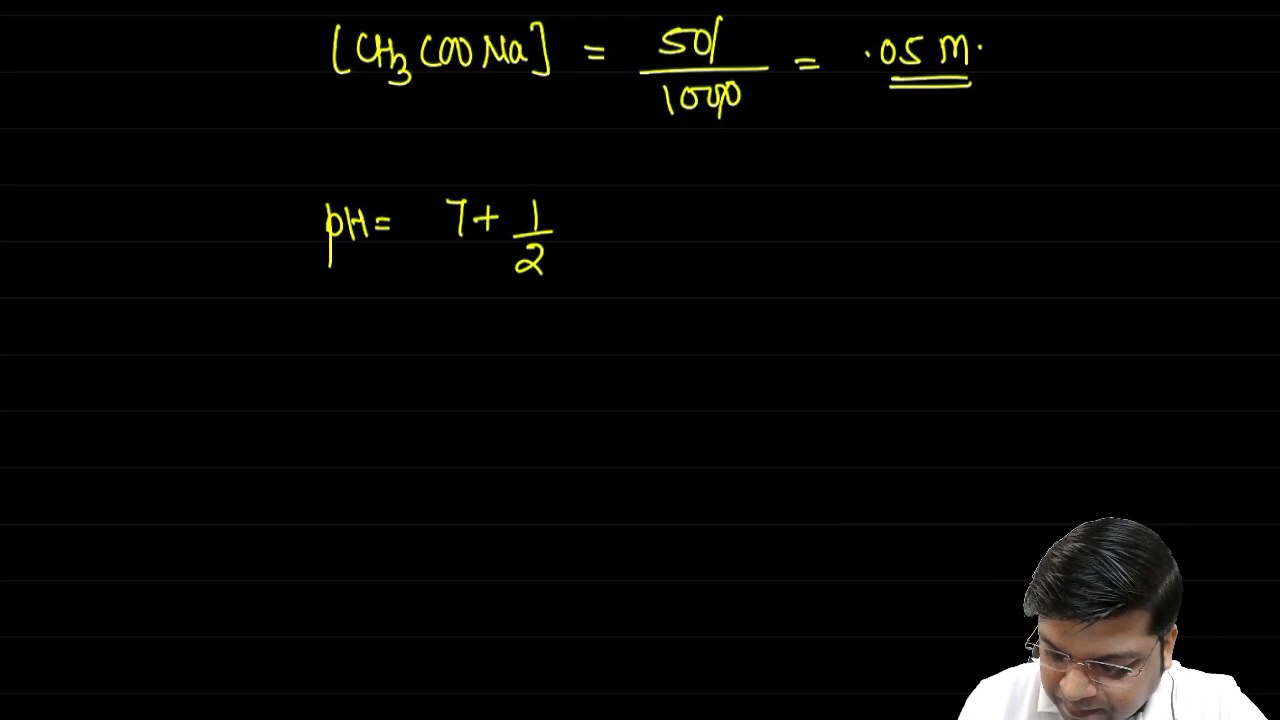 [CH3COONa] = 50/1000 = .05 M.
pH = 7 + 1/2